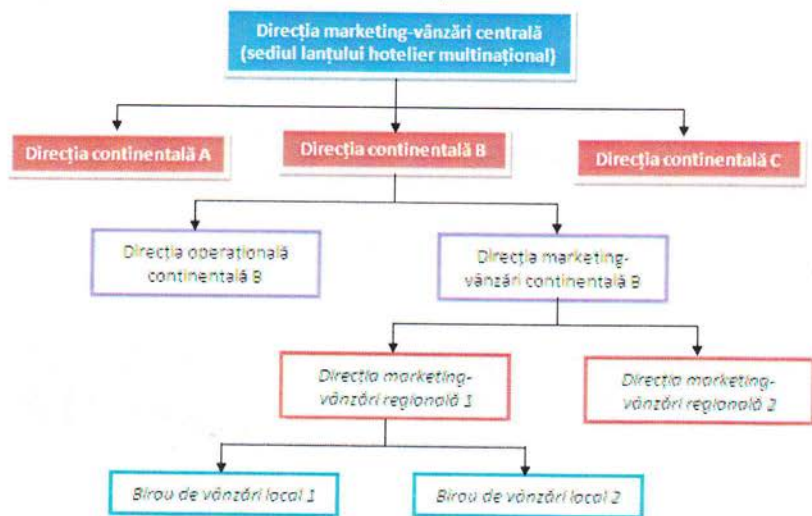 Direcția marketing-vânzări centrală
(sediul lanțului hotelier multinațional)
Direcția continentală A
Direcția continentală B
Direcția continentală C
Direcția operațională
continentală B
Direcția marketing-
vânzări continentală B
Direcția marketing-
vânzări regională 1
Direcția marketing-
vânzări regională 2
Birou de vânzări local 1
Birou de vânzări local 2